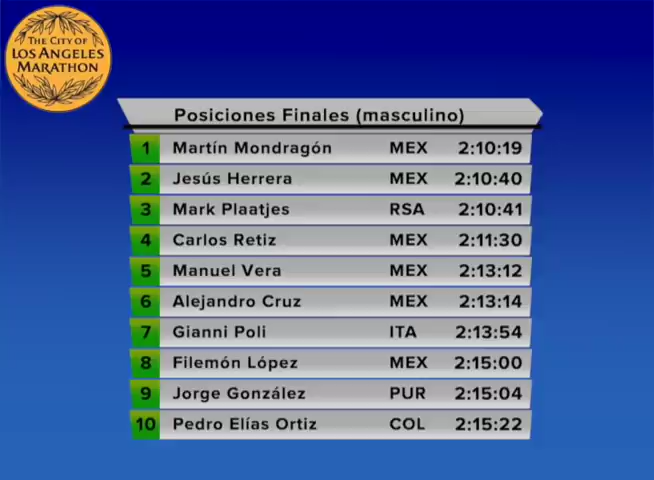 THE CITY OF
LOS ANGELES
MARATHON
Posiciones Finales (masculino)
1 Martín Mondragón MEX 2:10:19
2 Jesús Herrera MEX 2:10:40
3 Mark Plaatjes RSA 2:10:41
4 Carlos Retiz MEX 2:11:30
5 Manuel Vera MEX 2:13:12
6 Alejandro Cruz MEX 2:13:14
7 Gianni Poli ITA 2:13:54
8 Filemón López MEX 2:15:00
9 Jorge González PUR 2:15:04
10 Pedro Elías Ortiz COL 2:15:22